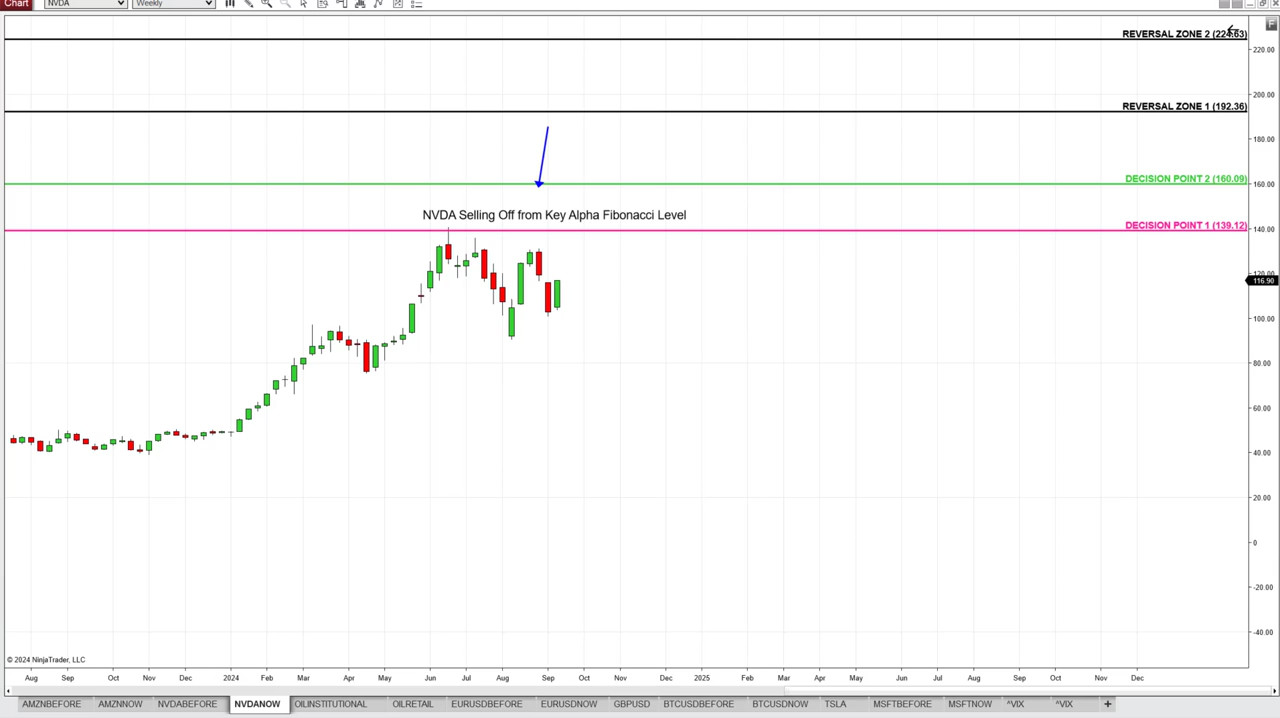 Chart NVDA Weekly
F
REVERSAL ZONE 2 (224.63)
220.00
200.00
REVERSAL ZONE 1 (192.36)
180.00
DECISION POINT 2 (160.09)
160.00
NVDA Selling Off from Key Alpha Fibonacci Level
DECISION POINT 1 (139.12)
140.00
120.00
116.90
100.00
80.00
60.00
40.00
20.00
0
-20.00
-40.00
© 2024 NinjaTrader, LLC
Aug Sep Oct Nov Dec 2024 Feb Mar Apr May Jun Jul Aug Sep Oct Nov Dec 2025 Feb Mar Apr May Jun Jul Aug Sep Oct Nov Dec
AMZNBEFORE AMZNNOW NVDABEFORE NVDANOW OILINSTITUTIONAL OILRETAIL EURUSDBEFORE EURUSDNOW GBPUSD BTCUSDBEFORE BTCUSDNOW TSLA MSFTBEFORE MSFTNOW ^VIX ^VIX +